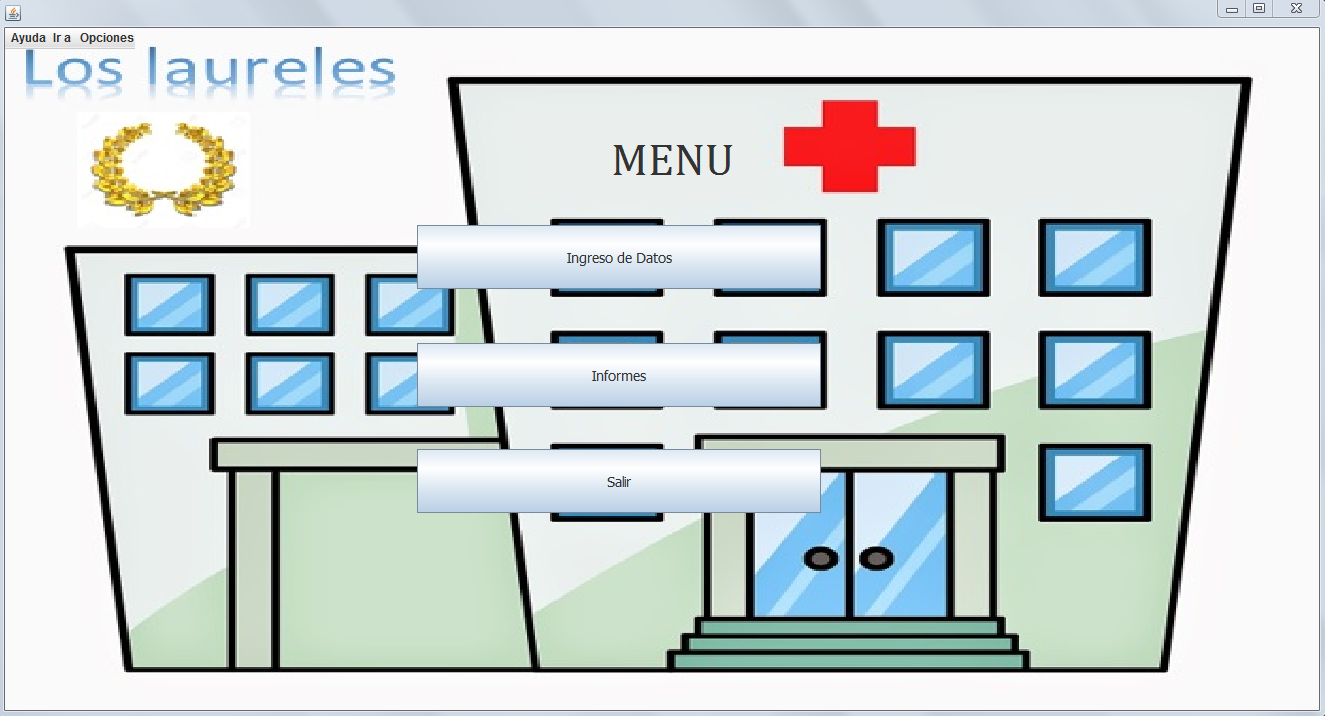 Ayuda Ir a Opciones
Los laureles
MENU
Ingreso de Datos
Informes
Salir